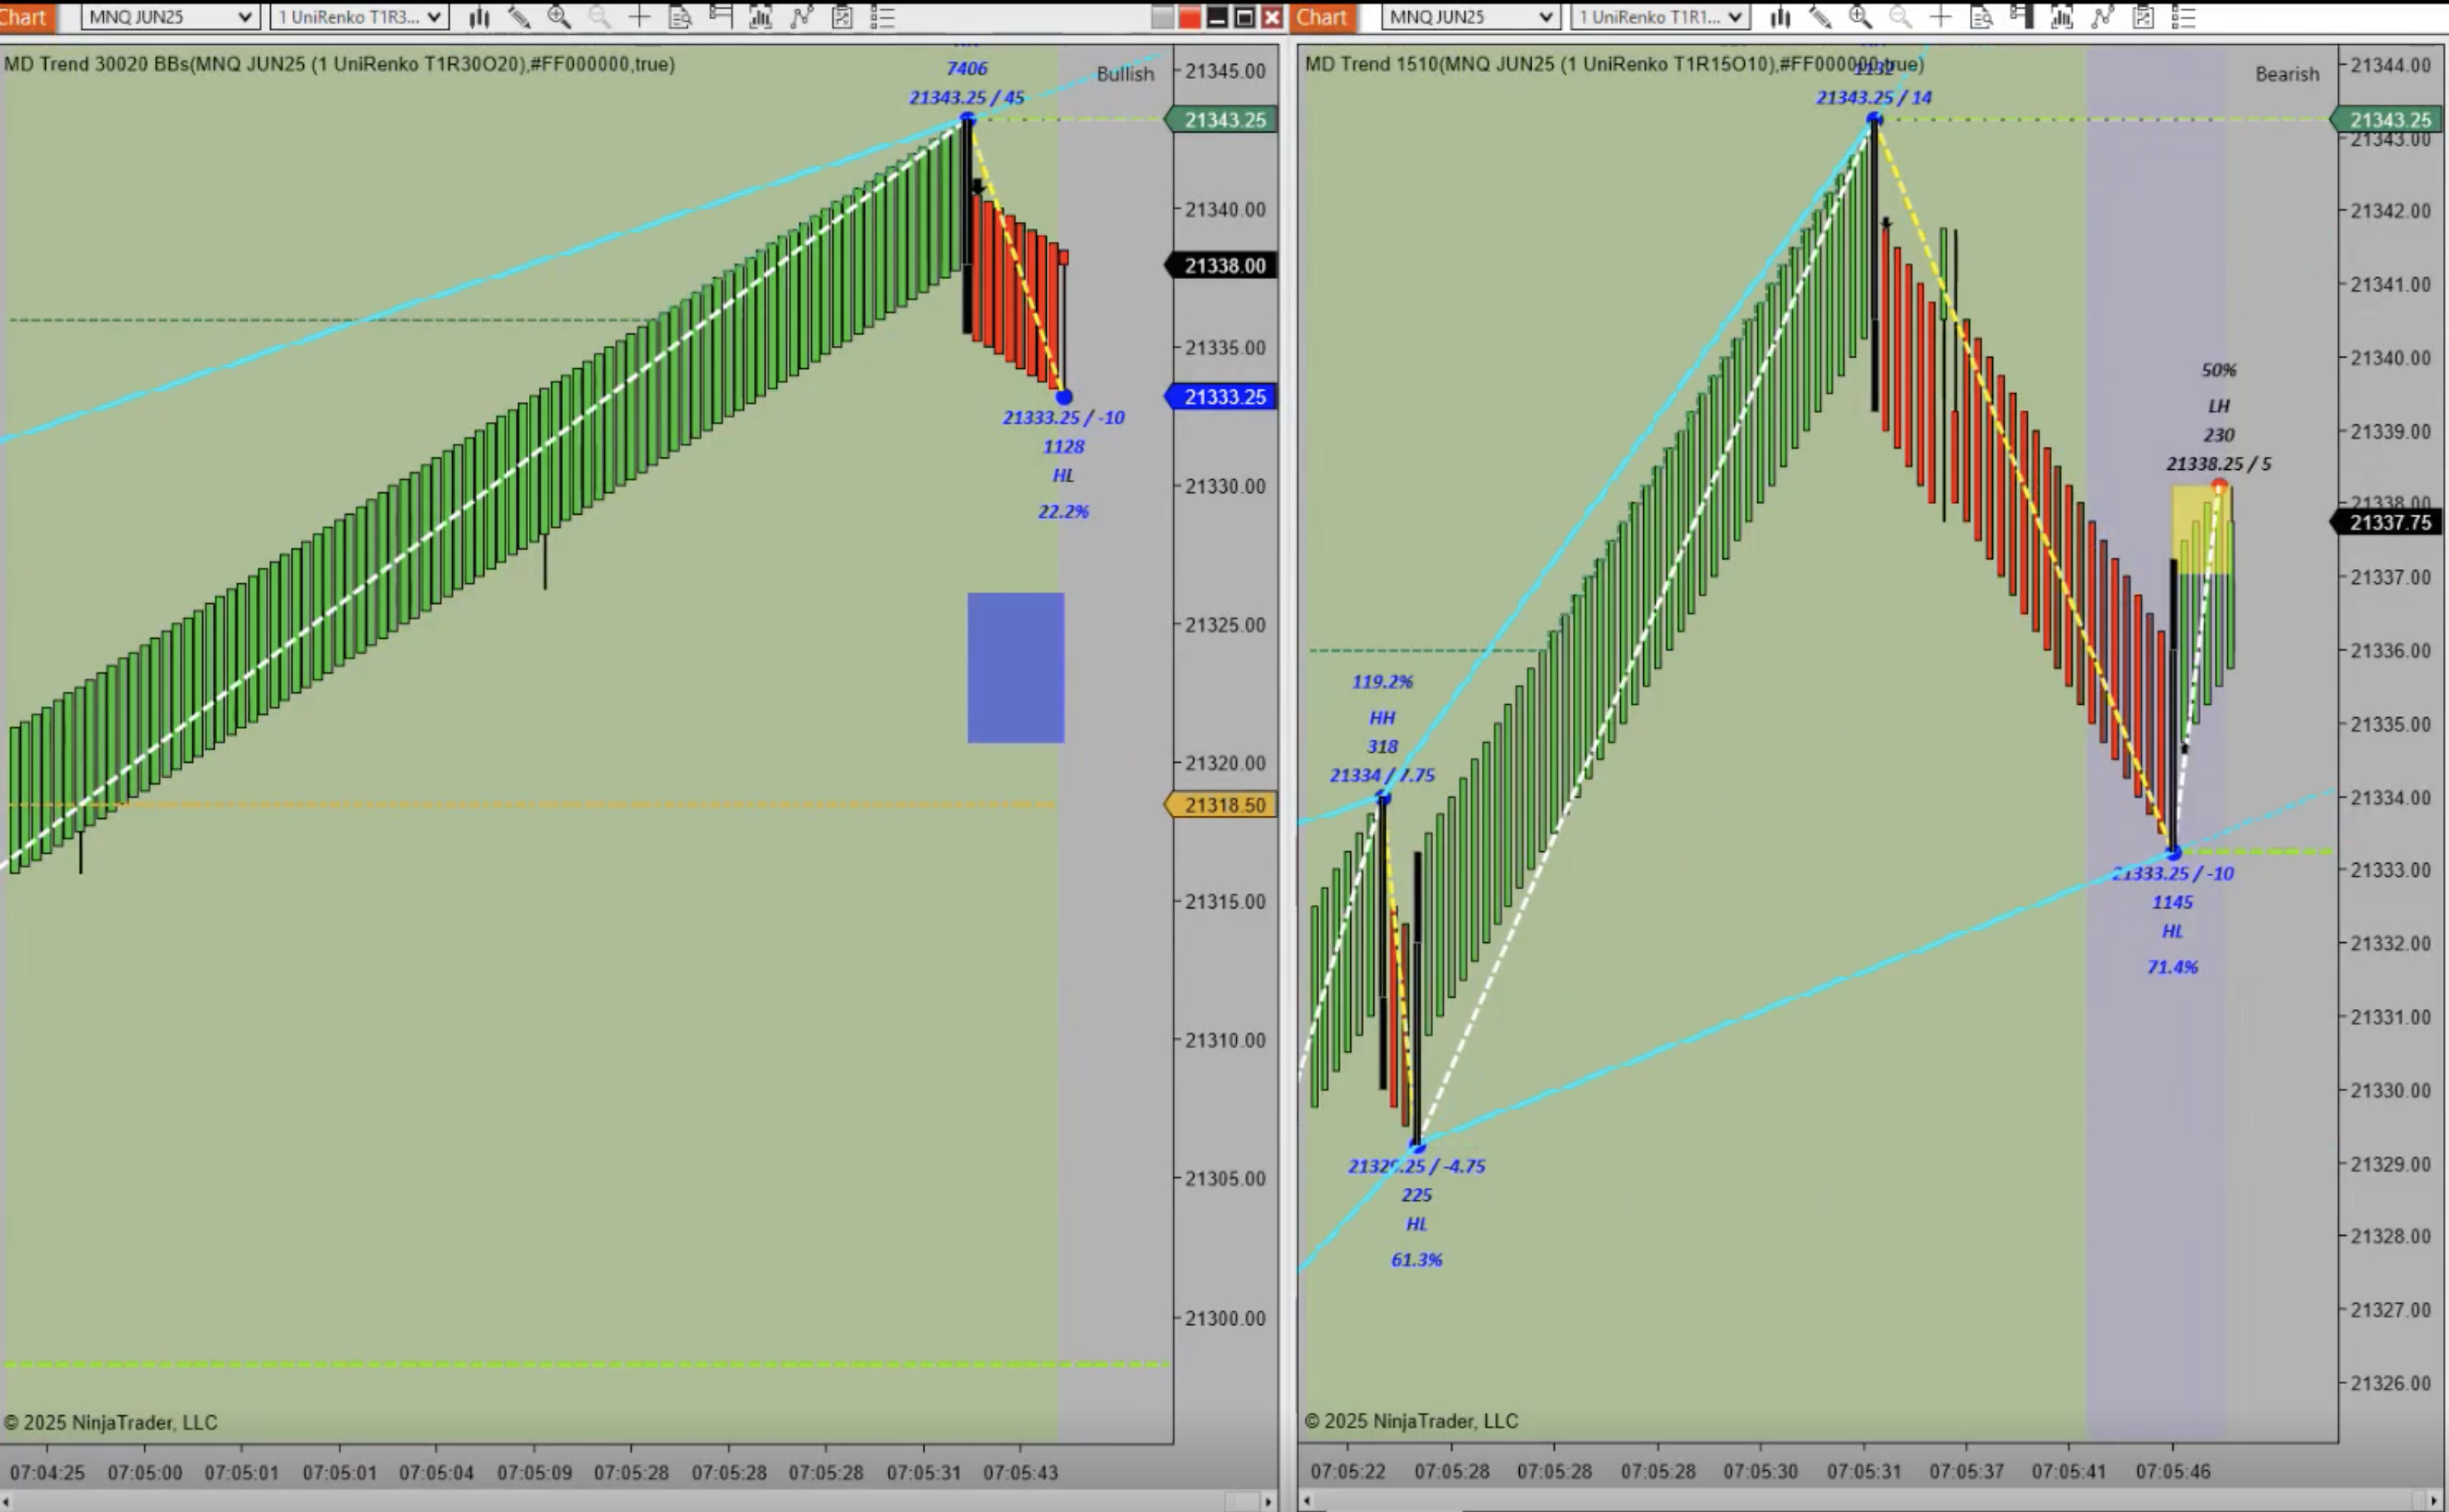 Chart
MNQ JUN25
1 UniRenko T1R3...
MD Trend 30020 BBs(MNQ JUN25 (1 UniRenko T1R30O20),#FF000000,true)
Bullish
7406
21343.25 / 45
21333.25 / -10
1128
HL
22.2%
21345.00
21343.25
21340.00
21338.00
21335.00
21333.25
21330.00
21325.00
21320.00
21318.50
21315.00
21310.00
21305.00
21300.00
© 2025 NinjaTrader, LLC
07:04:25 07:05:00 07:05:01 07:05:01 07:05:04 07:05:09 07:05:28 07:05:28 07:05:28 07:05:31 07:05:43
Chart
MNQ JUN25
1 UniRenko T1R1...
MD Trend 1510(MNQ JUN25 (1 UniRenko T1R15O10),#FF000000,true)
Bearish
1132
21343.25 / 14
50%
LH
230
21338.25 / 5
119.2%
HH
318
21334 / 7.75
21333.25 / -10
1145
HL
71.4%
21329.25 / -4.75
225
HL
61.3%
21344.00
21343.25
21343.00
21342.00
21341.00
21340.00
21339.00
21338.00
21337.75
21337.00
21336.00
21335.00
21334.00
21333.00
21332.00
21331.00
21330.00
21329.00
21328.00
21327.00
21326.00
© 2025 NinjaTrader, LLC
07:05:22 07:05:28 07:05:28 07:05:28 07:05:30 07:05:31 07:05:37 07:05:41 07:05:46